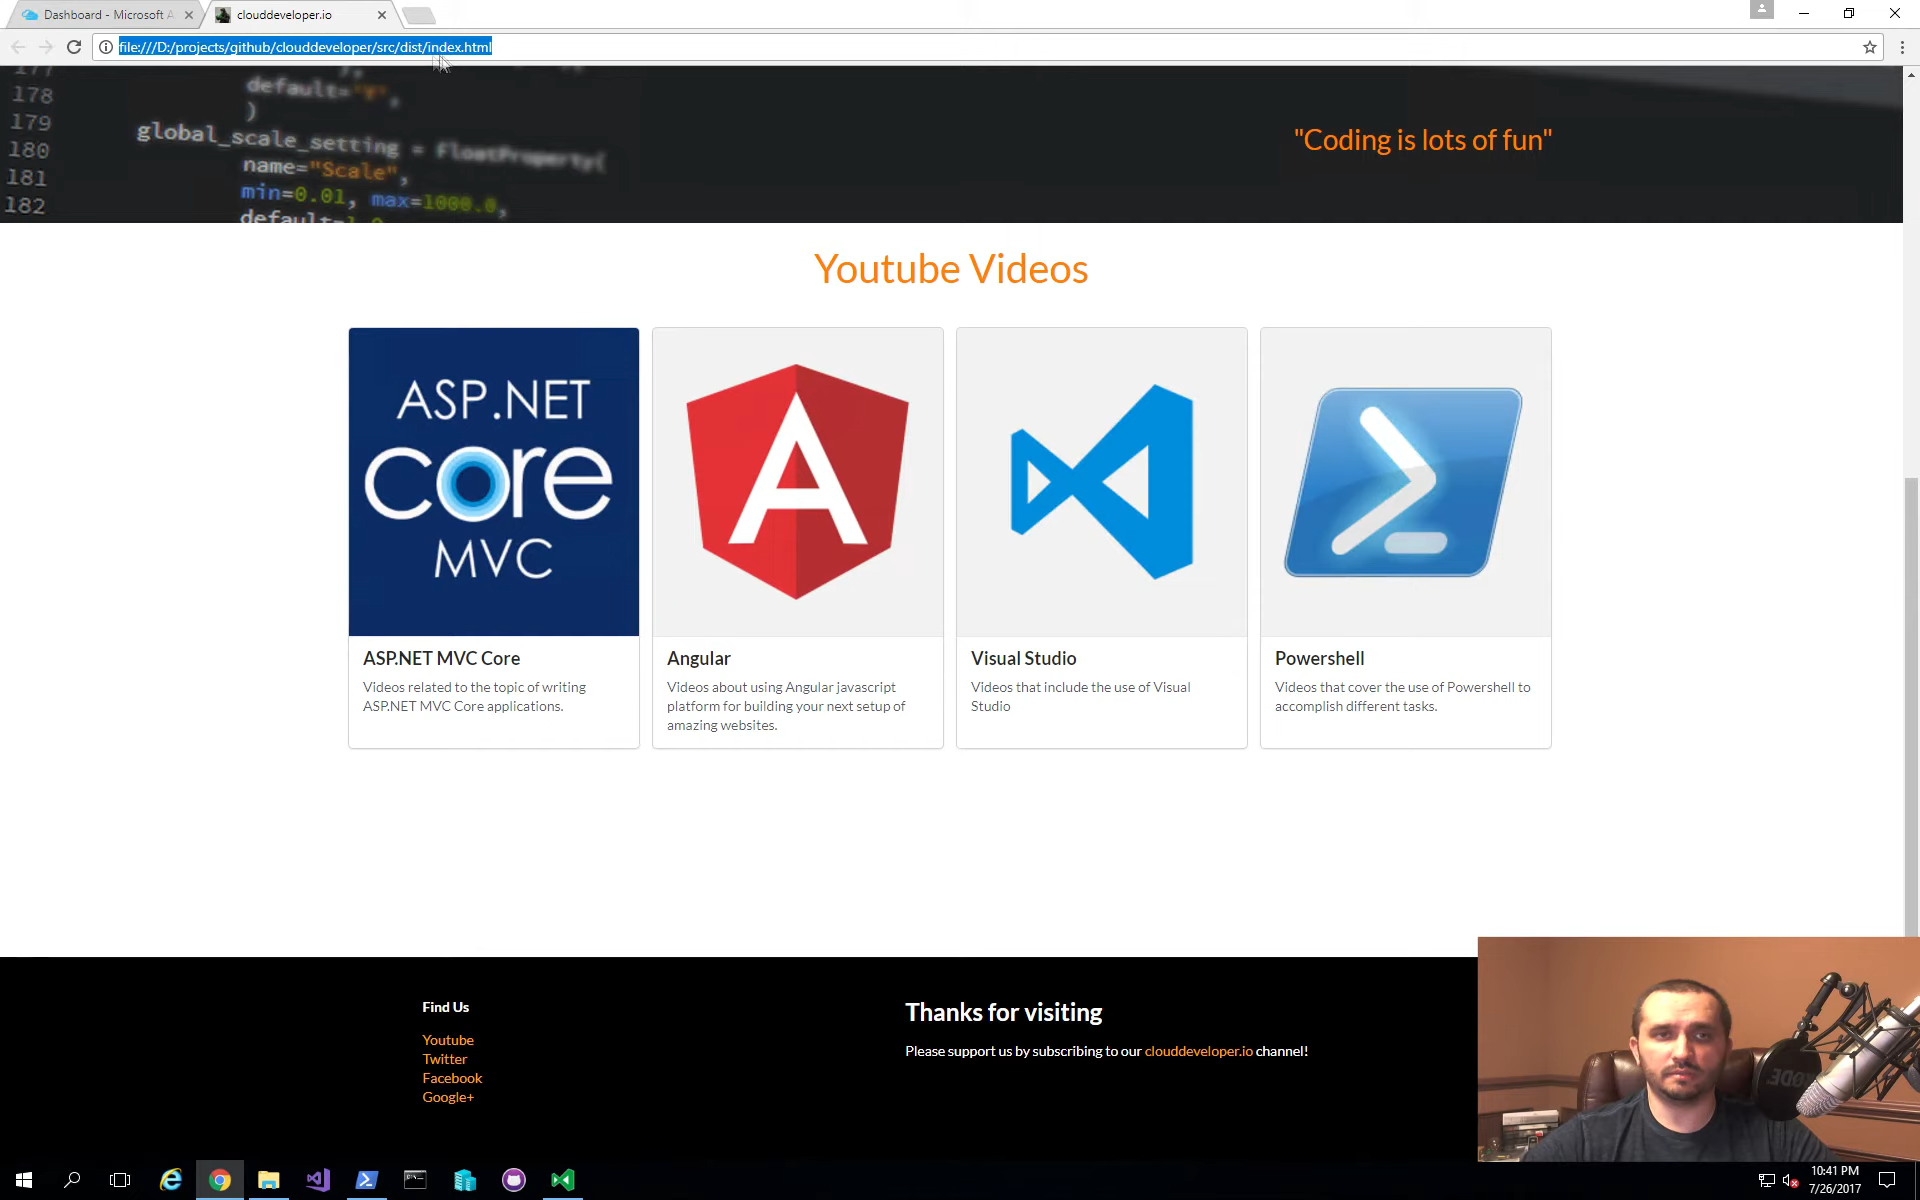 Dashboard - Microsoft A
clouddeveloper.io
file:///D:/projects/github/clouddeveloper/src/dist/index.html
177
178
179
180
181
182
default="Y",
)
global_scale_setting = FloatProperty(
name="Scale",
min=0.01, max=1000.0,
default=1.0
"Coding is lots of fun"
Youtube Videos
ASP.NET
core
MVC
ASP.NET MVC Core
Videos related to the topic of writing
ASP.NET MVC Core applications.
Angular
Videos about using Angular javascript
platform for building your next setup of
amazing websites.
Visual Studio
Videos that include the use of Visual
Studio
Powershell
Videos that cover the use of Powershell to
accomplish different tasks.
Find Us
Youtube
Twitter
Facebook
Google+
Thanks for visiting
Please support us by subscribing to our clouddeveloper.io channel!
10:41 PM
7/26/2017